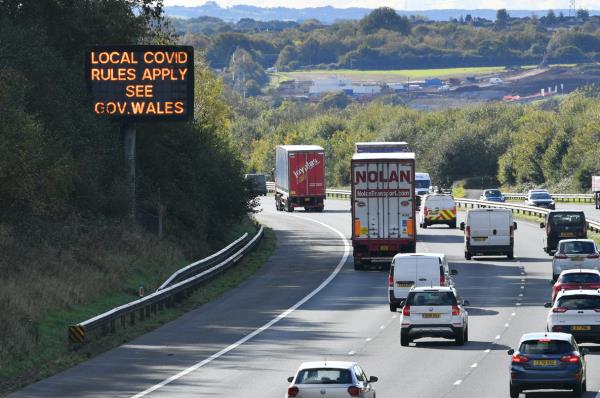 LOCAL COVID
RULES APPLY
SEE
GOV.WALES
NOLAN
NolanTransport.com